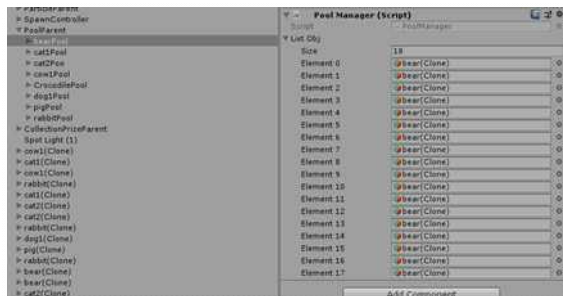 ParticleParent
SpawnController
PoolParent
bearPool
cat1Pool
cat2Poo
cow1Pool
CrocodilePool
dog1Pool
pigPool
rabbitPool
CollectionPrizeParent
Spot Light (1)
cow1(Clone)
cat1(Clone)
cow1(Clone)
rabbit(Clone)
cat1(Clone)
cat2(Clone)
cat2(Clone)
rabbit(Clone)
dog1(Clone)
pig(Clone)
rabbit(Clone)
bear(Clone)
bear(Clone)
cat2(Clone)
Pool Manager (Script)
Script PoolManager
List Obj
Size 18
Element 0 bear(Clone)
Element 1 bear(Clone)
Element 2 bear(Clone)
Element 3 bear(Clone)
Element 4 bear(Clone)
Element 5 bear(Clone)
Element 6 bear(Clone)
Element 7 bear(Clone)
Element 8 bear(Clone)
Element 9 bear(Clone)
Element 10 bear(Clone)
Element 11 bear(Clone)
Element 12 bear(Clone)
Element 13 bear(Clone)
Element 14 bear(Clone)
Element 15 bear(Clone)
Element 16 bear(Clone)
Element 17 bear(Clone)
Add Component